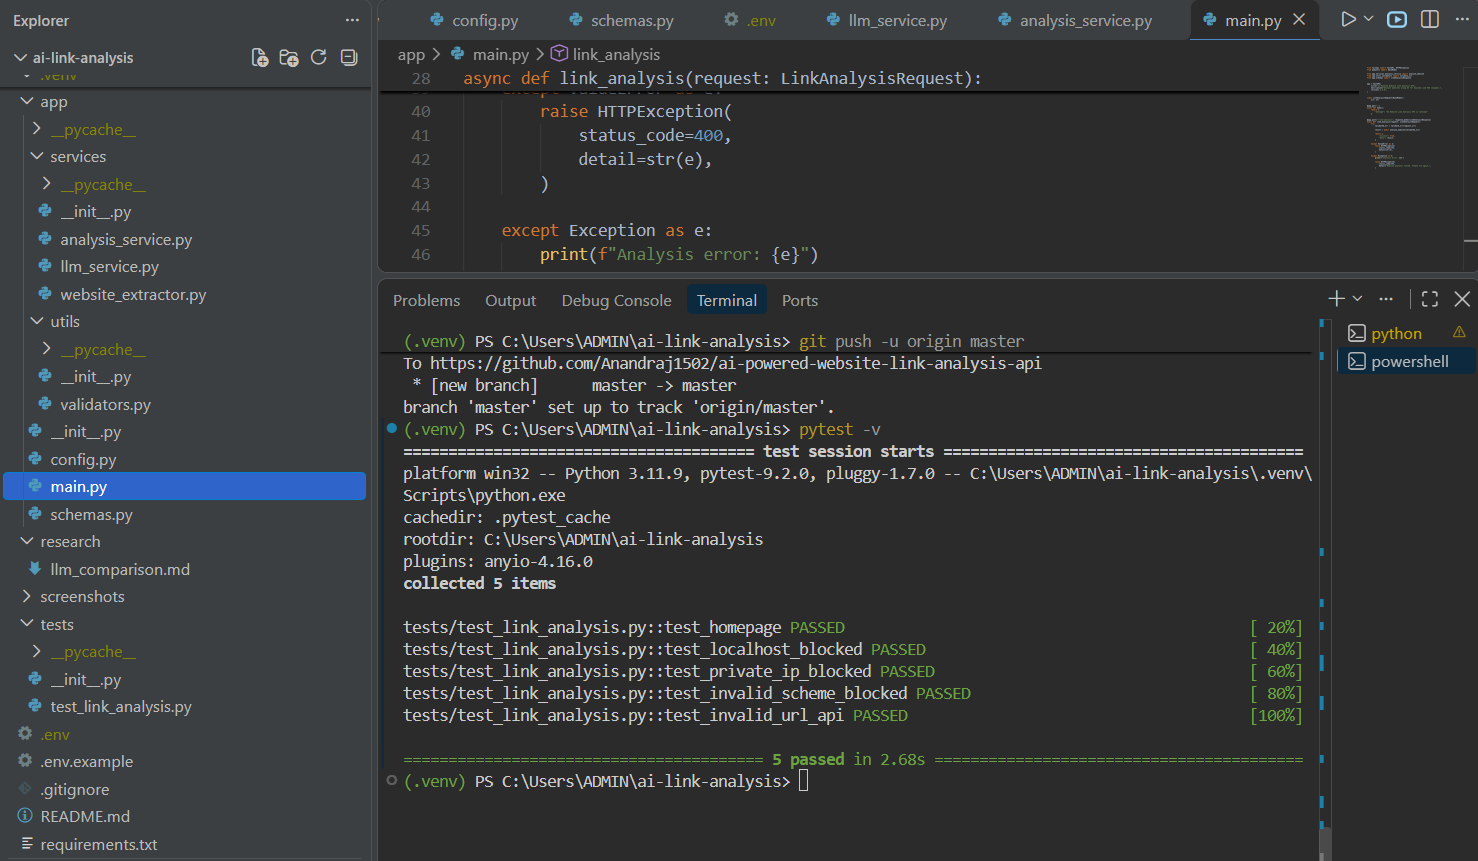 Explorer
ai-link-analysis
.venv
app
__pycache__
services
__pycache__
__init__.py
analysis_service.py
llm_service.py
website_extractor.py
utils
__pycache__
__init__.py
validators.py
__init__.py
config.py
main.py
schemas.py
research
llm_comparison.md
screenshots
tests
__pycache__
__init__.py
test_link_analysis.py
.env
.env.example
.gitignore
README.md
requirements.txt
config.py schemas.py .env llm_service.py analysis_service.py main.py
app > main.py > link_analysis
28 async def link_analysis(request: LinkAnalysisRequest):
40 raise HTTPException(
41 status_code=400,
42 detail=str(e),
43 )
44
45 except Exception as e:
46 print(f"Analysis error: {e}")
Problems Output Debug Console Terminal Ports
(.venv) PS C:\Users\ADMIN\ai-link-analysis> git push -u origin master
To https://github.com/Anandraj1502/ai-powered-website-link-analysis-api
* [new branch] master -> master
branch 'master' set up to track 'origin/master'.
(.venv) PS C:\Users\ADMIN\ai-link-analysis> pytest -v
======================================= test session starts ========================================
platform win32 -- Python 3.11.9, pytest-9.2.0, pluggy-1.7.0 -- C:\Users\ADMIN\ai-link-analysis\.venv\
Scripts\python.exe
cachedir: .pytest_cache
rootdir: C:\Users\ADMIN\ai-link-analysis
plugins: anyio-4.16.0
collected 5 items
tests/test_link_analysis.py::test_homepage PASSED [ 20%]
tests/test_link_analysis.py::test_localhost_blocked PASSED [ 40%]
tests/test_link_analysis.py::test_private_ip_blocked PASSED [ 60%]
tests/test_link_analysis.py::test_invalid_scheme_blocked PASSED [ 80%]
tests/test_link_analysis.py::test_invalid_url_api PASSED [100%]
======================================== 5 passed in 2.68s =========================================
(.venv) PS C:\Users\ADMIN\ai-link-analysis>
python
powershell